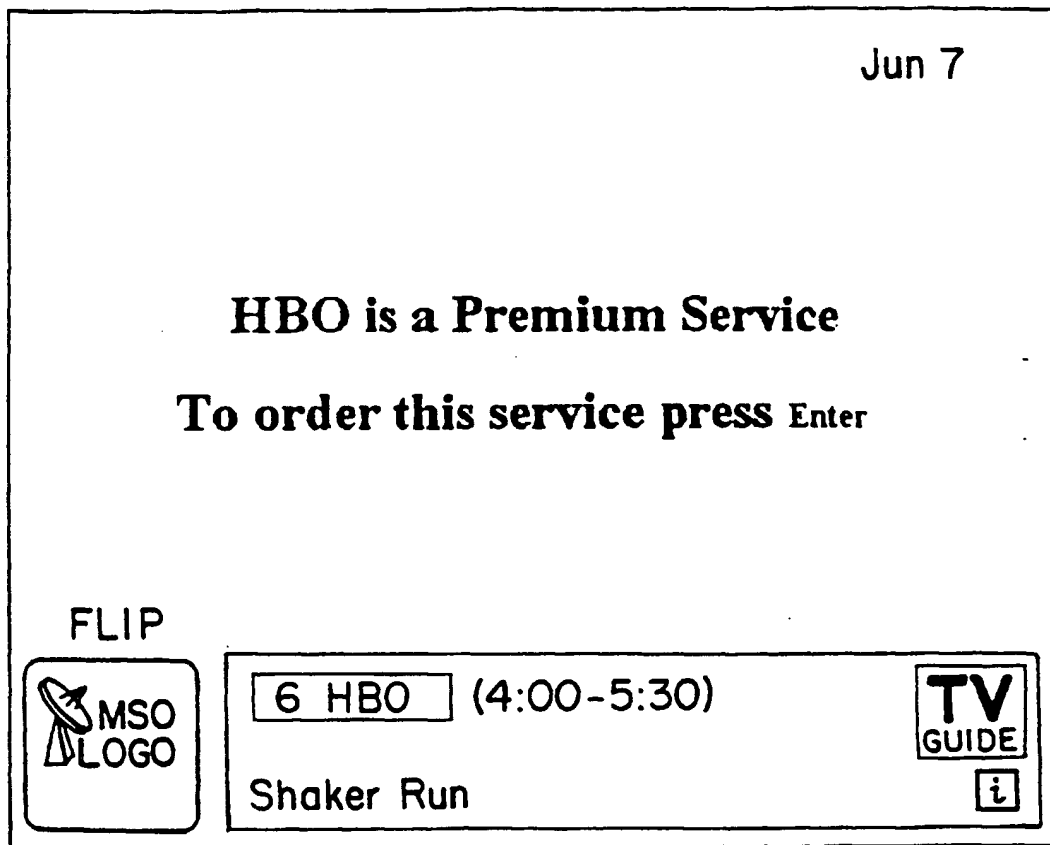 Jun 7
HBO is a Premium Service
To order this service press Enter
FLIP
MSO
LOGO
6 HBO (4:00-5:30)
Shaker Run
TV
GUIDE
i